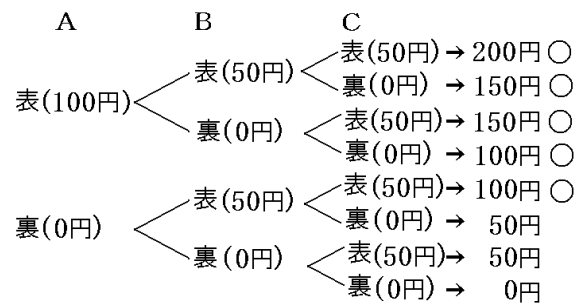 A B C
表(50円)→ 200円 ○
表(50円)
裏(0円) → 150円 ○
表(100円)
表(50円)→ 150円 ○
裏(0円)
裏(0円) → 100円 ○
表(50円)→ 100円 ○
表(50円)
裏(0円) → 50円
裏(0円)
表(50円)→ 50円
裏(0円)
裏(0円) → 0円